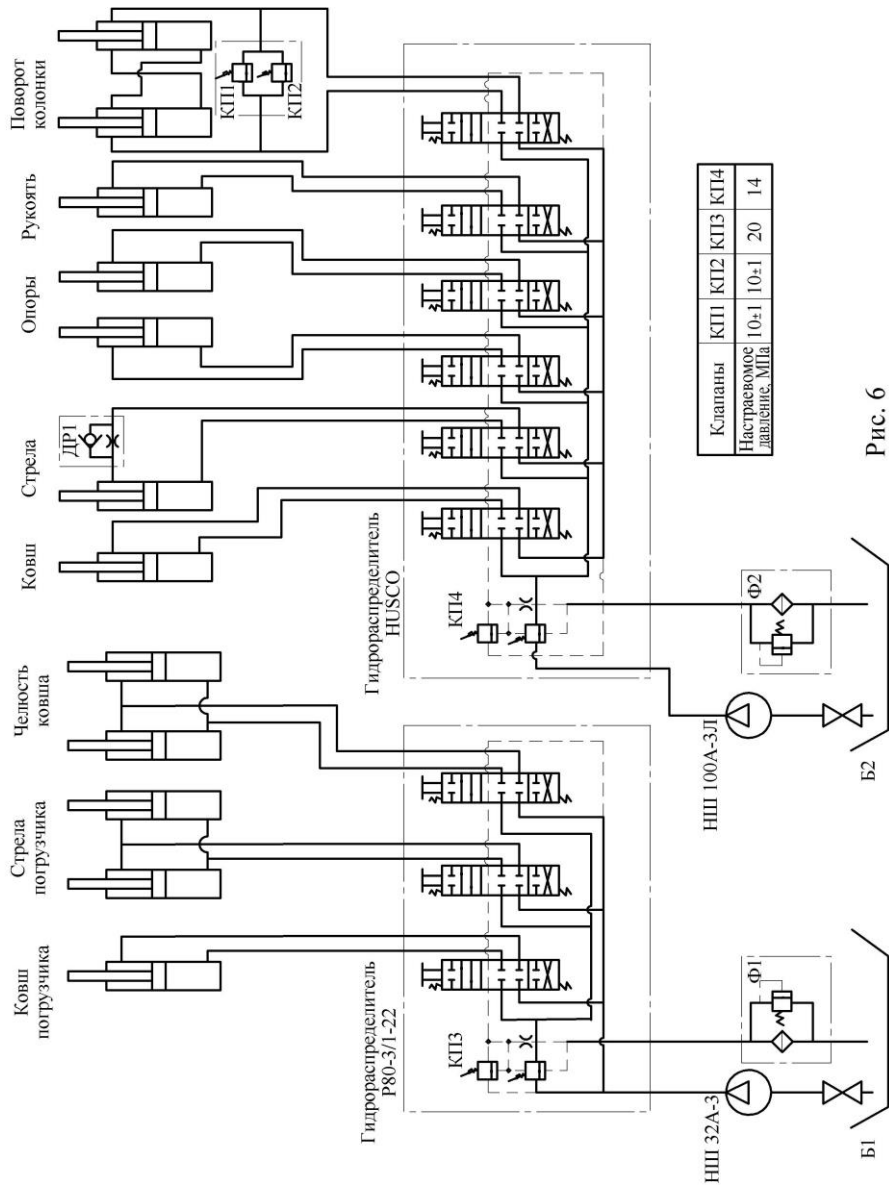 Ковш
погрузчика
Стрела
погрузчика
Челюсть
ковша
Ковш
Стрела
Опоры
Рукоять
Поворот
колонки
ДР1
КП1
КП2
Гидрораспределитель
Р80-3/1-22
КП3
Гидрораспределитель
HUSCO
КП4
НШ 32А-3
Ф1
Б1
НШ 100А-3Л
Ф2
Б2
Клапаны КП1 КП2 КП3 КП4
Настраевомое
давление, МПа 10±1 10±1 20 14
Рис. 6